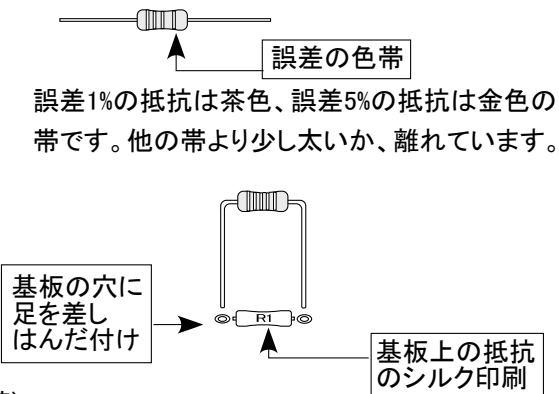 誤差の色帯
誤差1%の抵抗は茶色、誤差5%の抵抗は金色の
帯です。他の帯より少し太いか、離れています。
基板の穴に
足を差し
はんだ付け
R1
基板上の抵抗
のシルク印刷